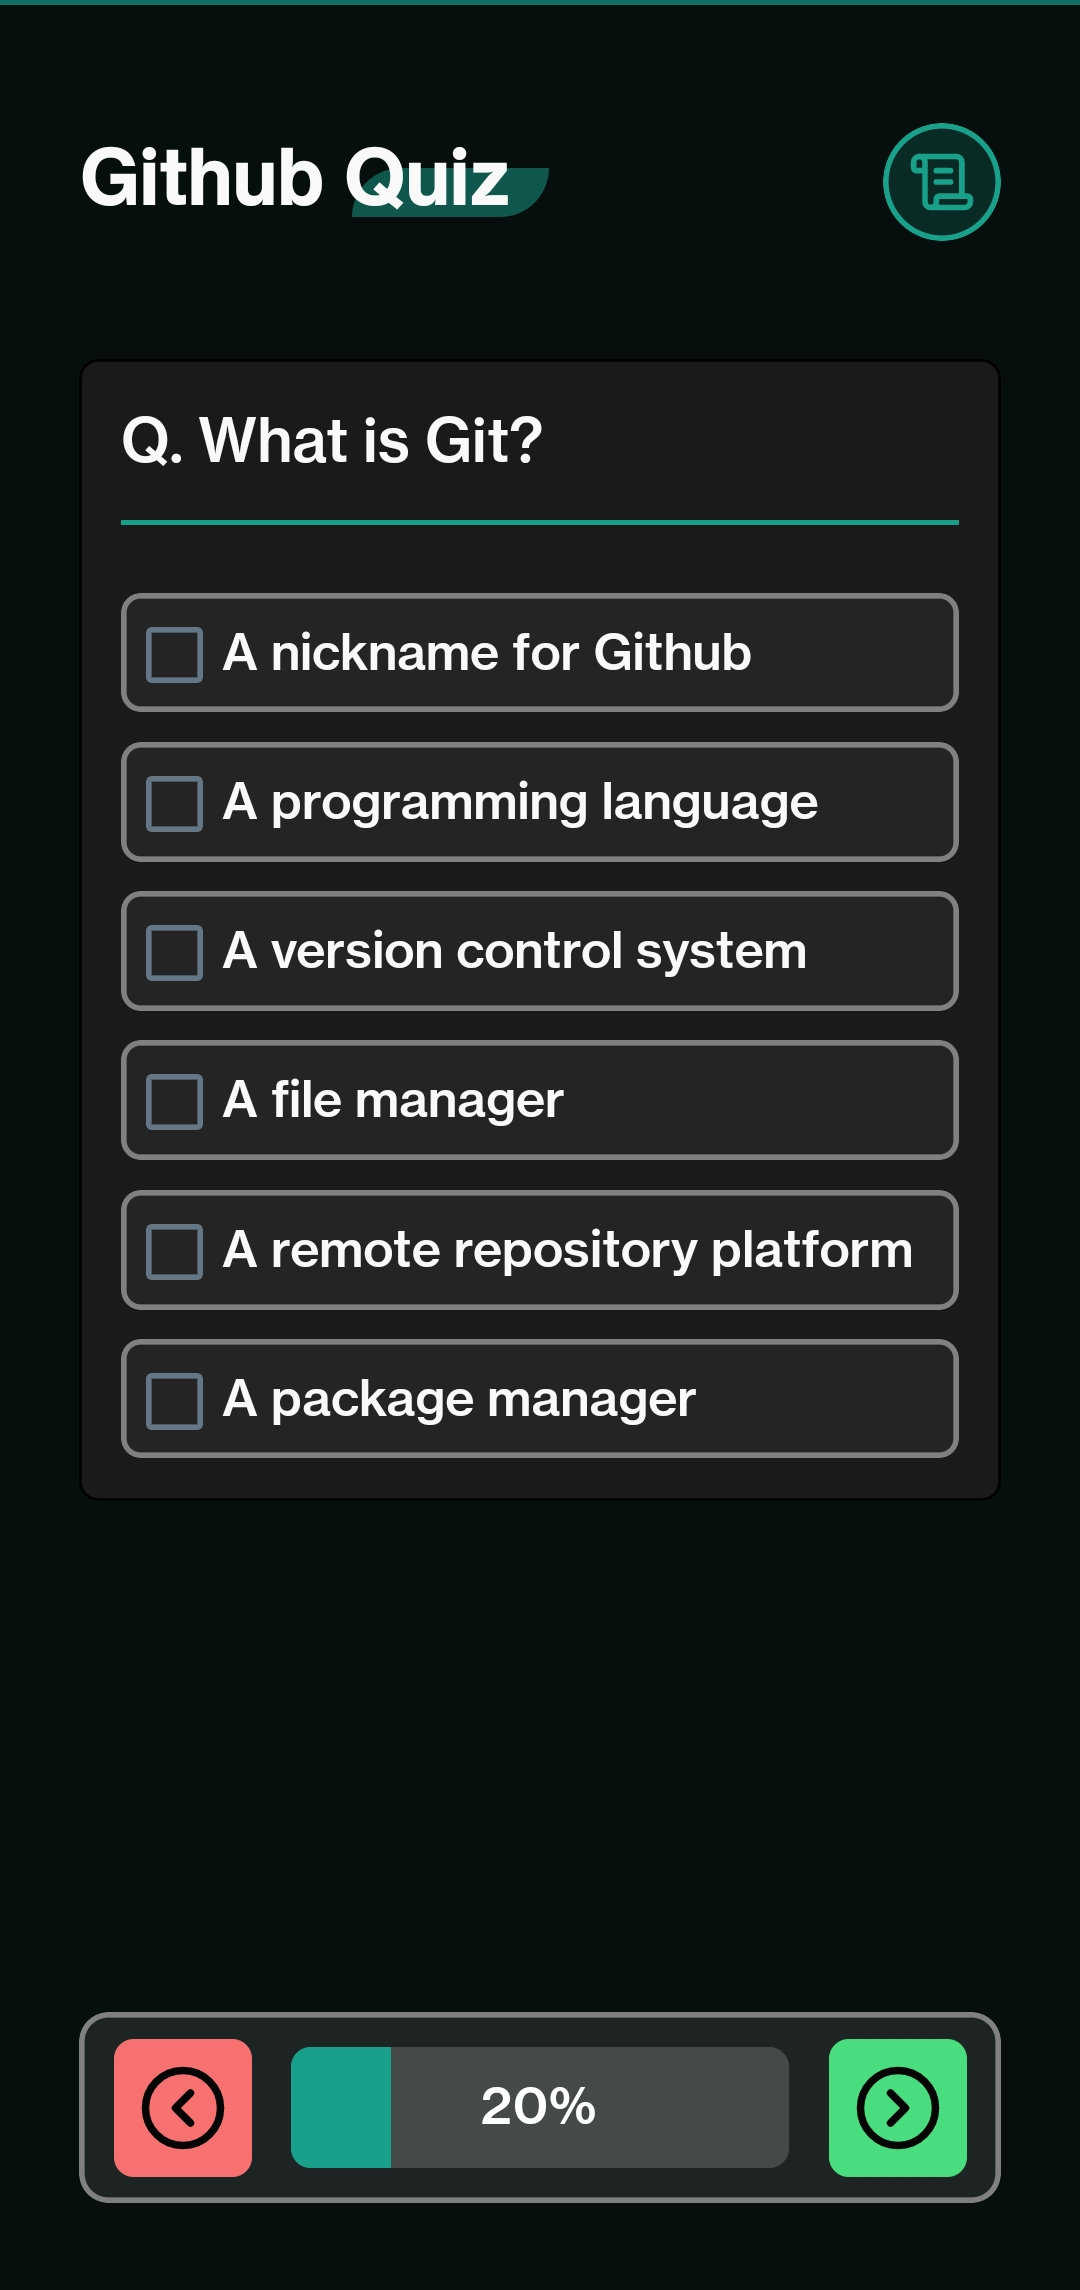 Github Quiz
Q. What is Git?
A nickname for Github
A programming language
A version control system
A file manager
A remote repository platform
A package manager
20%